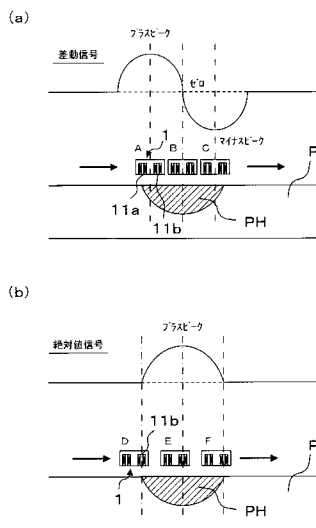 (a)
プラスピーク
差動信号
ゼロ
マイナスピーク
A
1
B
C
P
11a
11b
PH
(b)
プラスピーク
絶対値信号
11b
P
D
E
F
1
PH